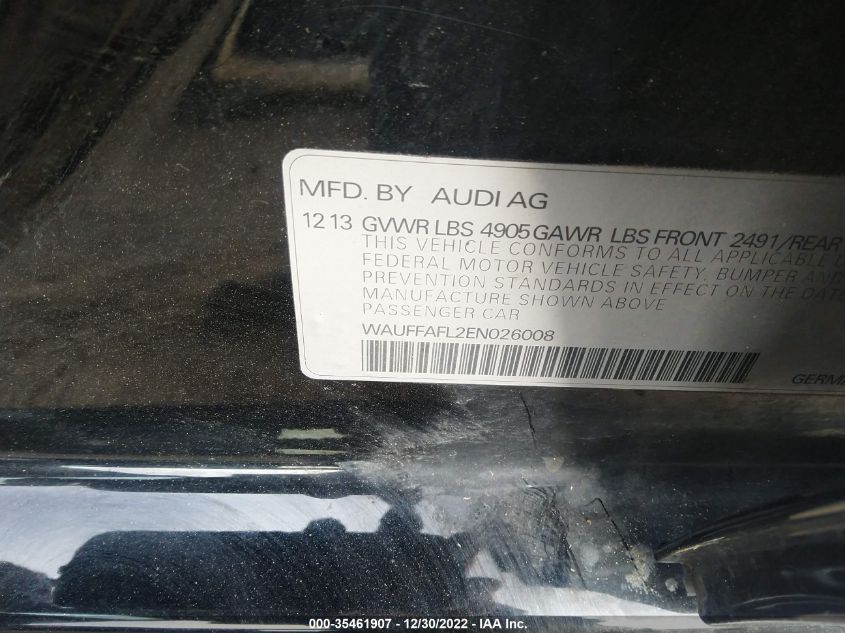 MFD. BY AUDI AG
12 13 GVWR LBS 4905 GAWR LBS FRONT 2491/REAR
THIS VEHICLE CONFORMS TO ALL APPLICABLE
FEDERAL MOTOR VEHICLE SAFETY, BUMPER AND
PREVENTION STANDARDS IN EFFECT ON THE DATE
MANUFACTURE SHOWN ABOVE
PASSENGER CAR
WAUFFAFL2EN026008
GERMA
000-35461907 - 12/30/2022 - IAA Inc.